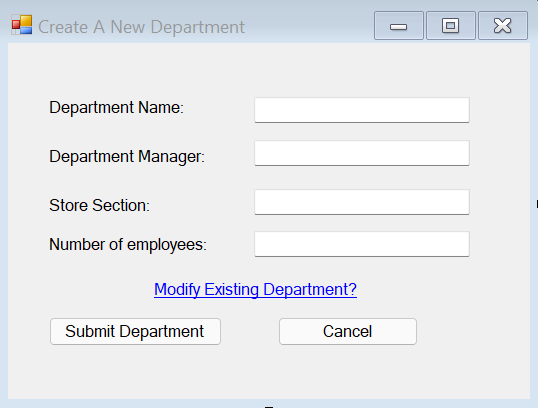 Create A New Department
Department Name:
Department Manager:
Store Section:
Number of employees:
Modify Existing Department?
Submit Department
Cancel